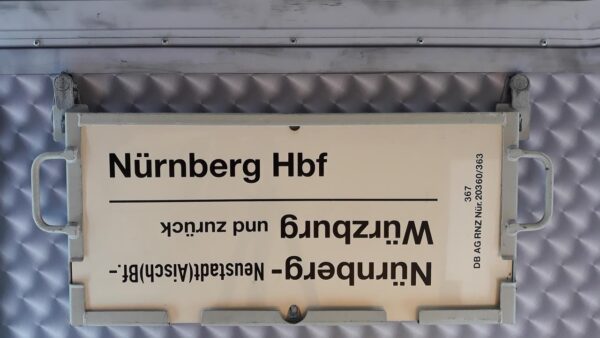 Nürnberg Hbf
Nürnberg - Neustadt(Aisch)Bf.–
Würzburg und zurück
367
DB AG RNZ Nür. 20360/363